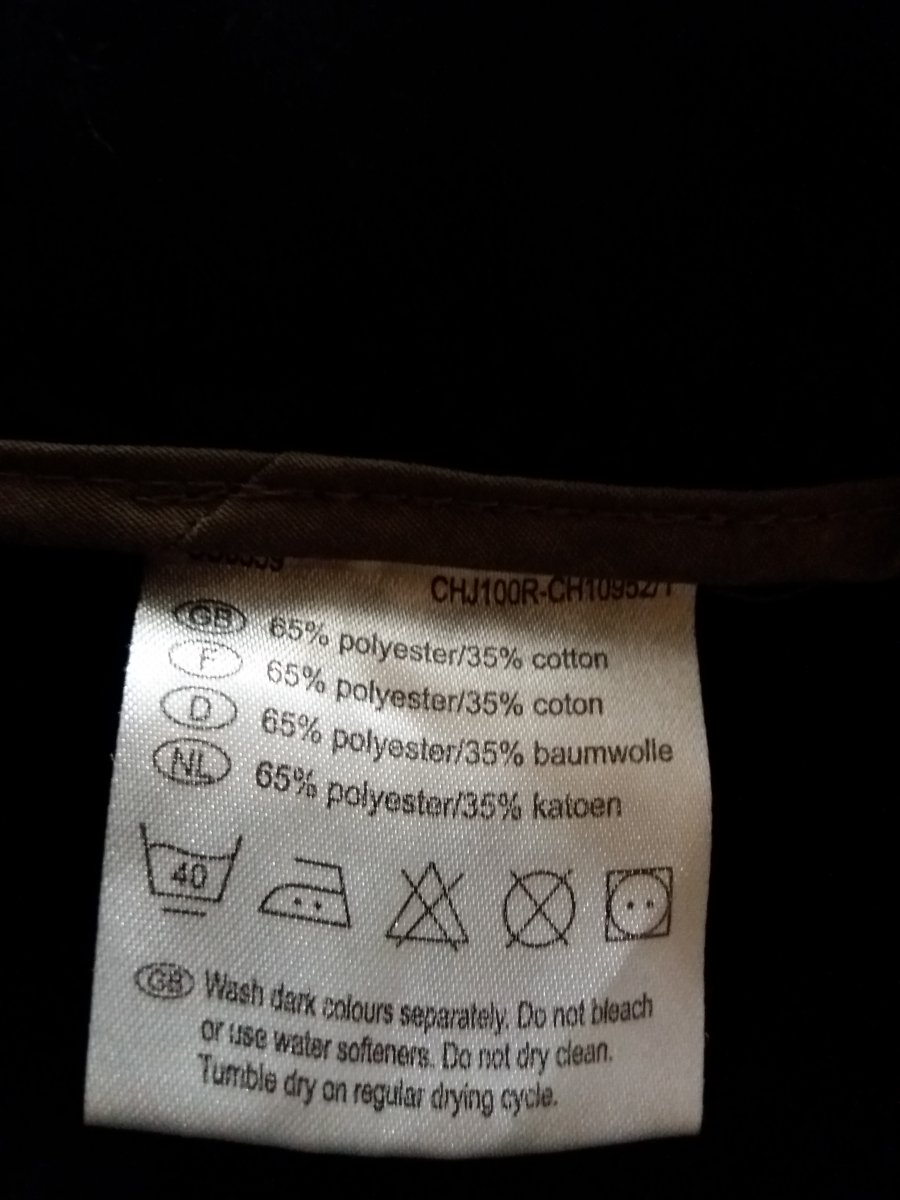 CHJ100R-CH10952/1
GB 65% polyester/35% cotton
F 65% polyester/35% coton
D 65% polyester/35% baumwolle
NL 65% polyester/35% katoen
40
GB Wash dark colours separately. Do not bleach
or use water softeners. Do not dry clean.
Tumble dry on regular drying cycle.